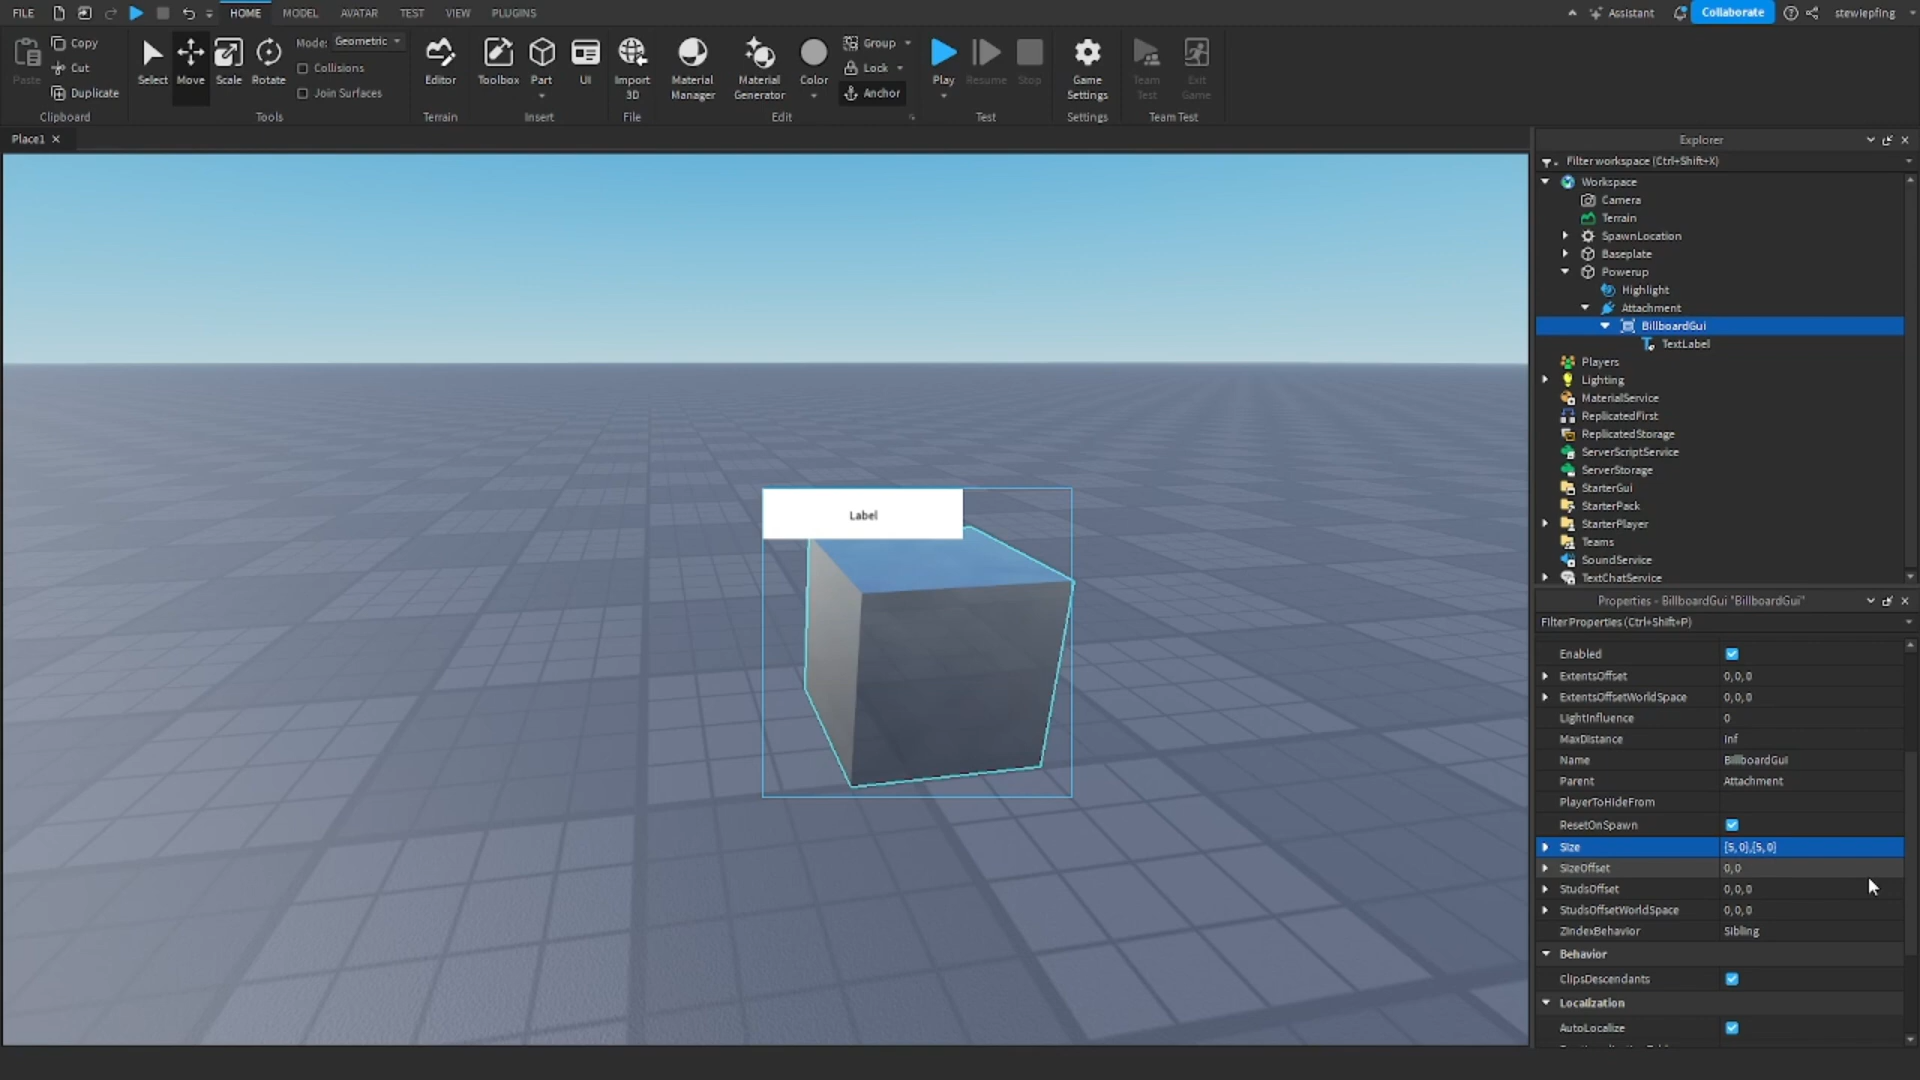 FILE HOME MODEL AVATAR TEST VIEW PLUGINS Assistant Collaborate stewiepfing
Paste Copy Cut Duplicate Clipboard
Select Move Scale Rotate Mode: Geometric Collisions Join Surfaces Tools
Editor Terrain
Toolbox Part UI Insert
Import 3D File
Material Manager Material Generator Color Group Lock Anchor Edit
Play Resume Stop Test
Game Settings Settings
Team Test Exit Game Team Test
Place1
Label
Explorer
Filter workspace (Ctrl+Shift+X)
Workspace
Camera
Terrain
SpawnLocation
Baseplate
Powerup
Highlight
Attachment
BillboardGui
TextLabel
Players
Lighting
MaterialService
ReplicatedFirst
ReplicatedStorage
ServerScriptService
ServerStorage
StarterGui
StarterPack
StarterPlayer
Teams
SoundService
TextChatService
Properties - BillboardGui "BillboardGui"
Filter Properties (Ctrl+Shift+P)
Enabled
ExtentsOffset 0, 0, 0
ExtentsOffsetWorldSpace 0, 0, 0
LightInfluence 0
MaxDistance inf
Name BillboardGui
Parent Attachment
PlayerToHideFrom
ResetOnSpawn
Size {5, 0},{5, 0}
SizeOffset 0, 0
StudsOffset 0, 0, 0
StudsOffsetWorldSpace 0, 0, 0
ZIndexBehavior Sibling
Behavior
ClipsDescendants
Localization
AutoLocalize